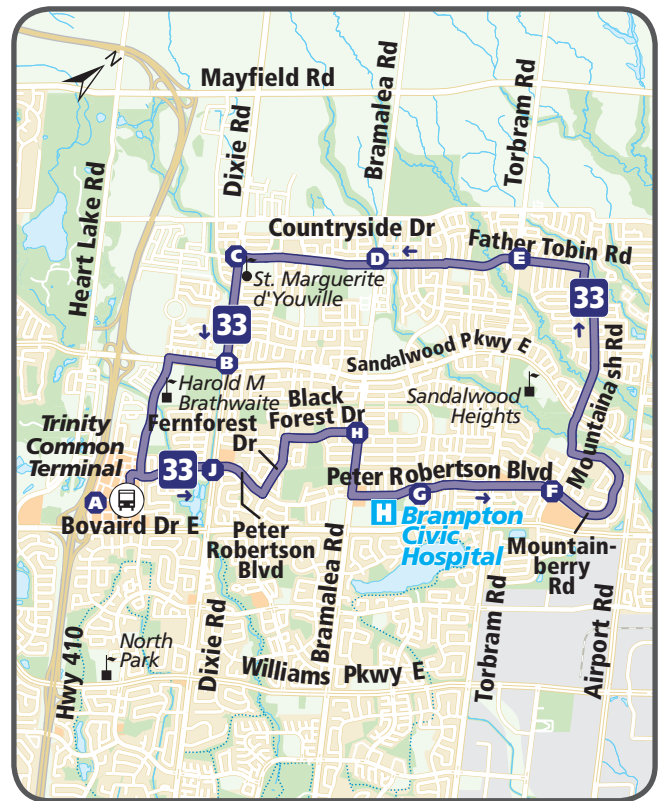 N
Mayfield Rd
Heart Lake Rd
Dixie Rd
Bramalea Rd
Torbram Rd
Countryside Dr
Father Tobin Rd
C
D
E
St. Marguerite
d'Youville
33
33
B
Sandalwood Pkwy E
Mountainash Rd
Harold M
Brathwaite
Sandalwood
Heights
Black
Forest Dr
Fernforest
Dr
Trinity
Common
Terminal
H
33
J
Peter Robertson Blvd
G
F
A
Bovaird Dr E
Peter
Robertson
Blvd
H Brampton
Civic
Hospital
Mountain-
berry
Rd
Bramalea Rd
Torbram Rd
Airport Rd
Dixie Rd
Hwy 410
North
Park
Williams Pkwy E